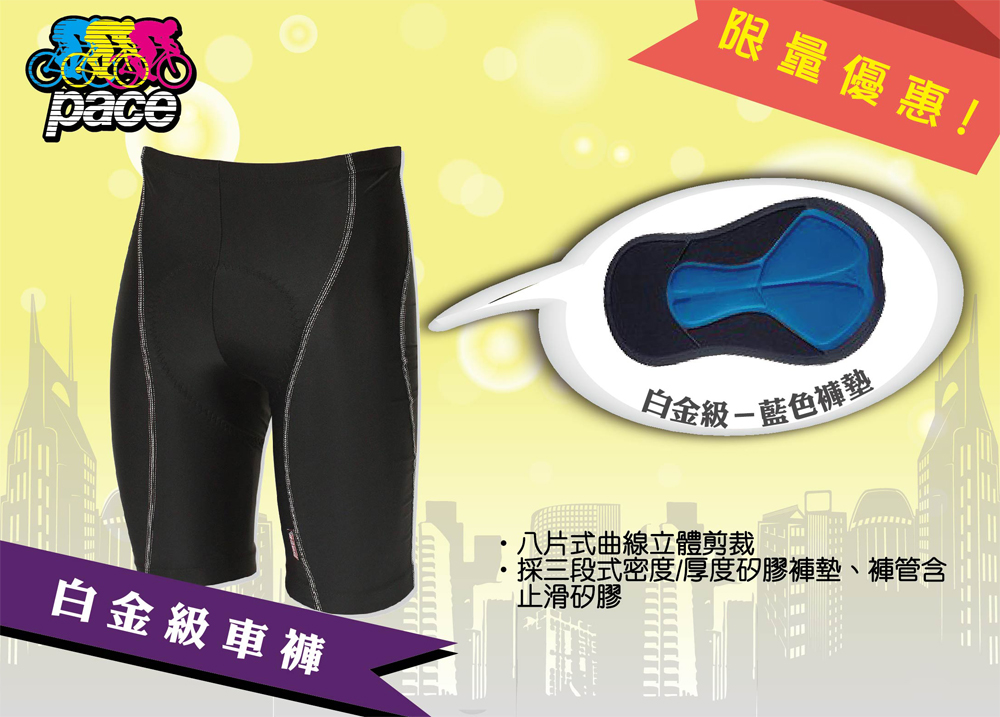 pace
限量優惠！
白金級－藍色褲墊
・八片式曲線立體剪裁
・採三段式密度/厚度矽膠褲墊、褲管含
止滑矽膠
白金級車褲